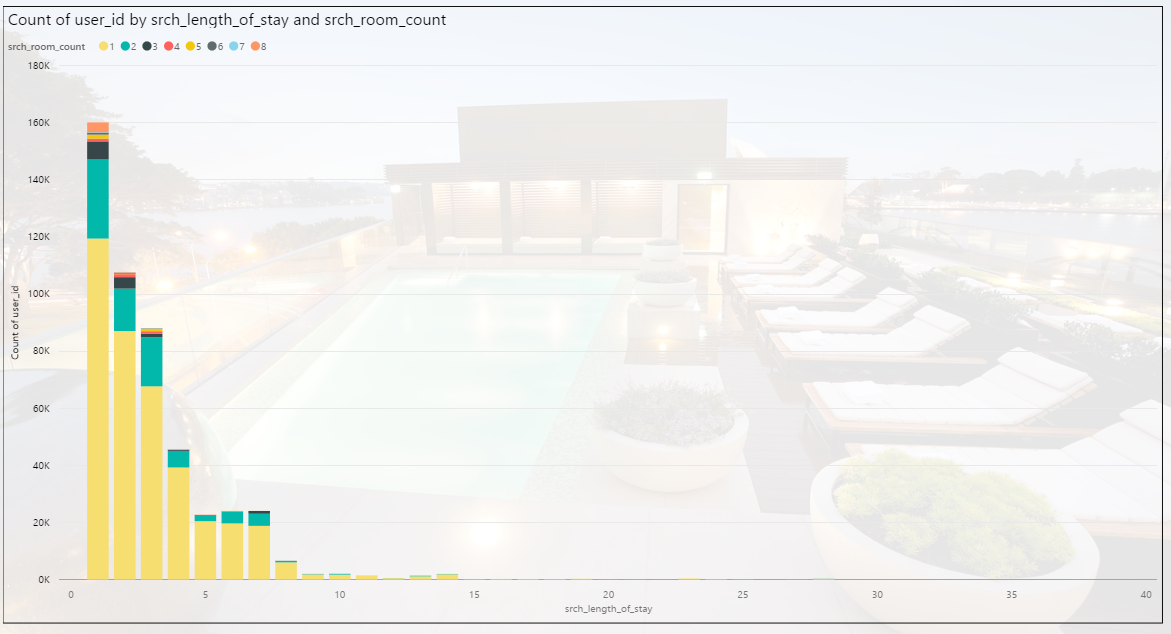 Count of user_id by srch_length_of_stay and srch_room_count
srch_room_count 1 2 3 4 5 6 7 8
180K
160K
140K
120K
100K
80K
60K
40K
20K
0K
Count of user_id
0 5 10 15 20 25 30 35 40
srch_length_of_stay